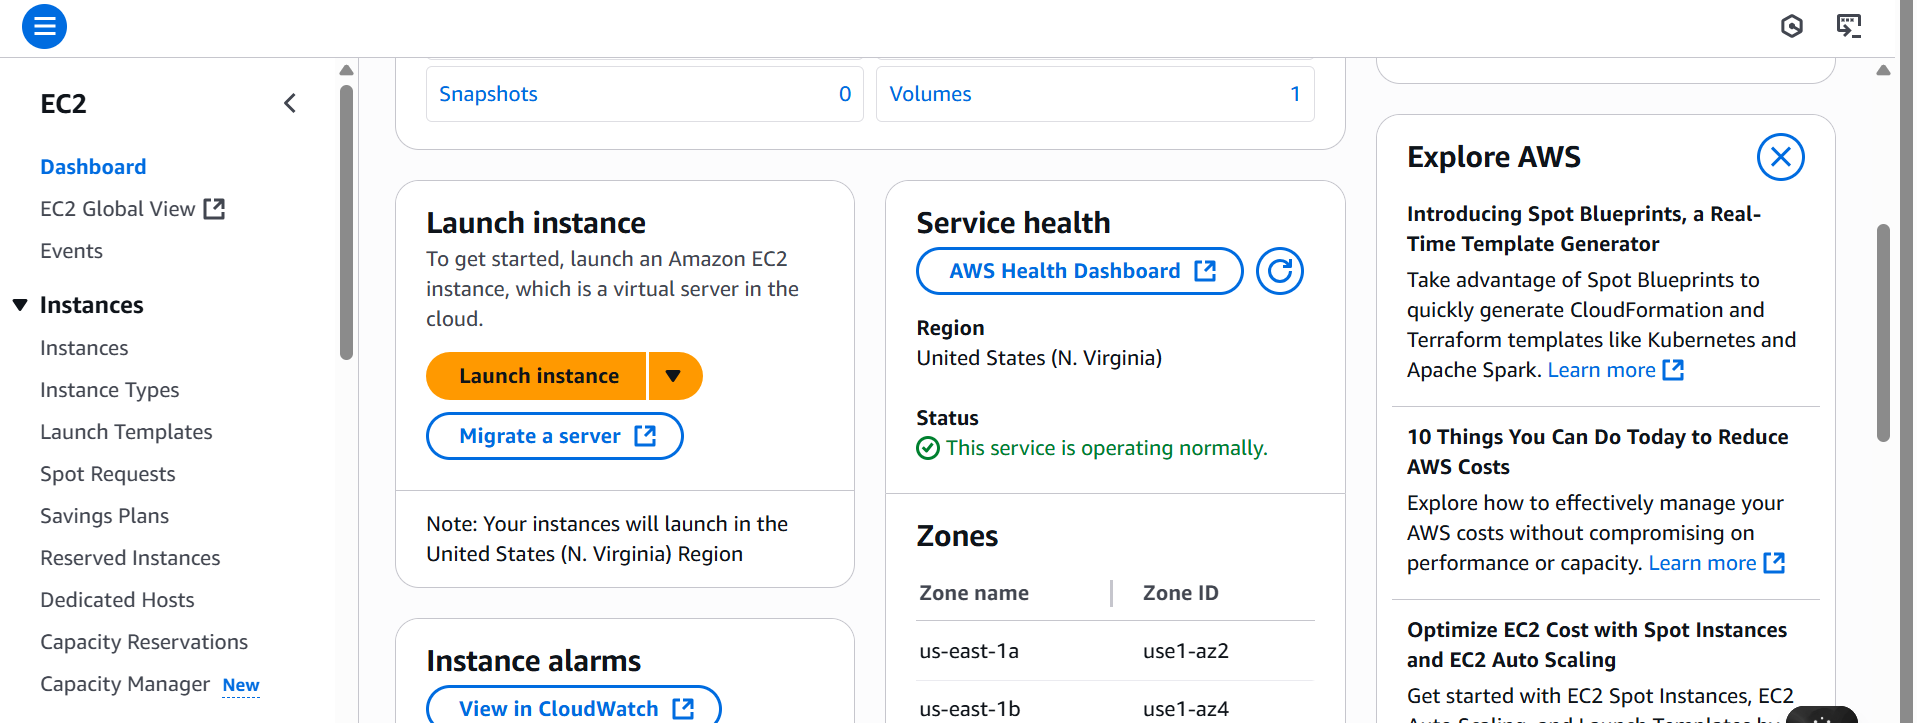 EC2
Dashboard
EC2 Global View
Events
Instances
Instances
Instance Types
Launch Templates
Spot Requests
Savings Plans
Reserved Instances
Dedicated Hosts
Capacity Reservations
Capacity Manager New
Snapshots 0
Volumes 1
Launch instance
To get started, launch an Amazon EC2
instance, which is a virtual server in the
cloud.
Launch instance
Migrate a server
Note: Your instances will launch in the
United States (N. Virginia) Region
Instance alarms
View in CloudWatch
Service health
AWS Health Dashboard
Region
United States (N. Virginia)
Status
This service is operating normally.
Zones
Zone name Zone ID
us-east-1a use1-az2
us-east-1b use1-az4
Explore AWS
Introducing Spot Blueprints, a Real-
Time Template Generator
Take advantage of Spot Blueprints to
quickly generate CloudFormation and
Terraform templates like Kubernetes and
Apache Spark. Learn more
10 Things You Can Do Today to Reduce
AWS Costs
Explore how to effectively manage your
AWS costs without compromising on
performance or capacity. Learn more
Optimize EC2 Cost with Spot Instances
and EC2 Auto Scaling
Get started with EC2 Spot Instances, EC2
Auto Scaling, and Launch Templates by